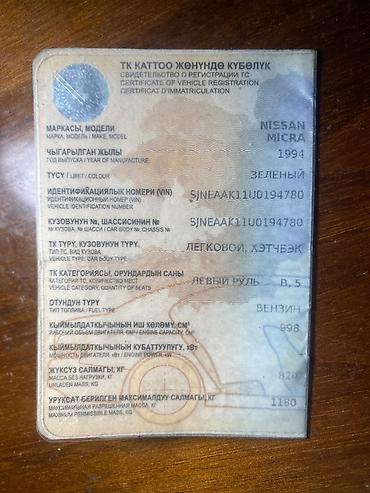 ТК КАТТОО ЖӨНҮНДӨ КҮБӨЛҮК
СВИДЕТЕЛЬСТВО О РЕГИСТРАЦИИ ТС
CERTIFICATE OF VEHICLE REGISTRATION
CERTIFICAT D'IMMATRICULATION
МАРКАСЫ, МОДЕЛИ NISSAN
МАРКА, МОДЕЛЬ / MAKE, MODEL MICRA
ЧЫГАРЫЛГАН ЖЫЛЫ 1994
ГОД ВЫПУСКА / YEAR OF MANUFACTURE
ТҮСҮ / ЦВЕТ / COLOUR ЗЕЛЕНЫЙ
ИДЕНТИФИКАЦИЯЛЫК НОМЕРИ (VIN) SJNEAAK11U0194780
ИДЕНТИФИКАЦИОННЫЙ НОМЕР (VIN)
VEHICLE IDENTIFICATION NUMBER
КУЗОВУНУН №, ШАССИСИНИН № SJNEAAK11U0194780
№ КУЗОВА, № ШАССИ / CAR BODY №, CHASSIS №
ТК ТҮРҮ, КУЗОВУНУН ТҮРҮ. ЛЕГКОВОЙ, ХЭТЧБЭК
ТИП ТС, ВИД КУЗОВА
VEHICLE TYPE, CAR BODY TYPE
ТК КАТЕГОРИЯСЫ, ОРУНДАРДЫН САНЫ ЛЕВЫЙ РУЛЬ B, 5
КАТЕГОРИЯ ТС, КОЛИЧЕСТВО МЕСТ
VEHICLE CATEGORY, QUANTITY OF SEATS
ОТУНДУН ТҮРҮ БЕНЗИН
ТИП ТОПЛИВА / FUEL TYPE
КЫЙМЫЛДАТКЫЧЫНЫН ИШ КӨЛӨМҮ, СМ³ 998
РАБОЧИЙ ОБЪЕМ ДВИГАТЕЛЯ, СМ³ / ENGINE CAPACITY, CM³
КЫЙМЫЛДАТКЫЧЫНЫН КУБАТТУУЛУГУ, кВт
МОЩНОСТЬ ДВИГАТЕЛЯ, кВт / ENGINE POWER, kW
ЖҮКСҮЗ САЛМАГЫ, КГ
МАССА БЕЗ НАГРУЗКИ, КГ
UNLADEN MASS, KG
УРУКСАТ БЕРИЛГЕН МАКСИМАЛДУУ САЛМАГЫ, КГ 1180
МАКСИМАЛЬНАЯ РАЗРЕШЕННАЯ МАССА, КГ
MAXIMUM PERMISSIBLE MASS, KG